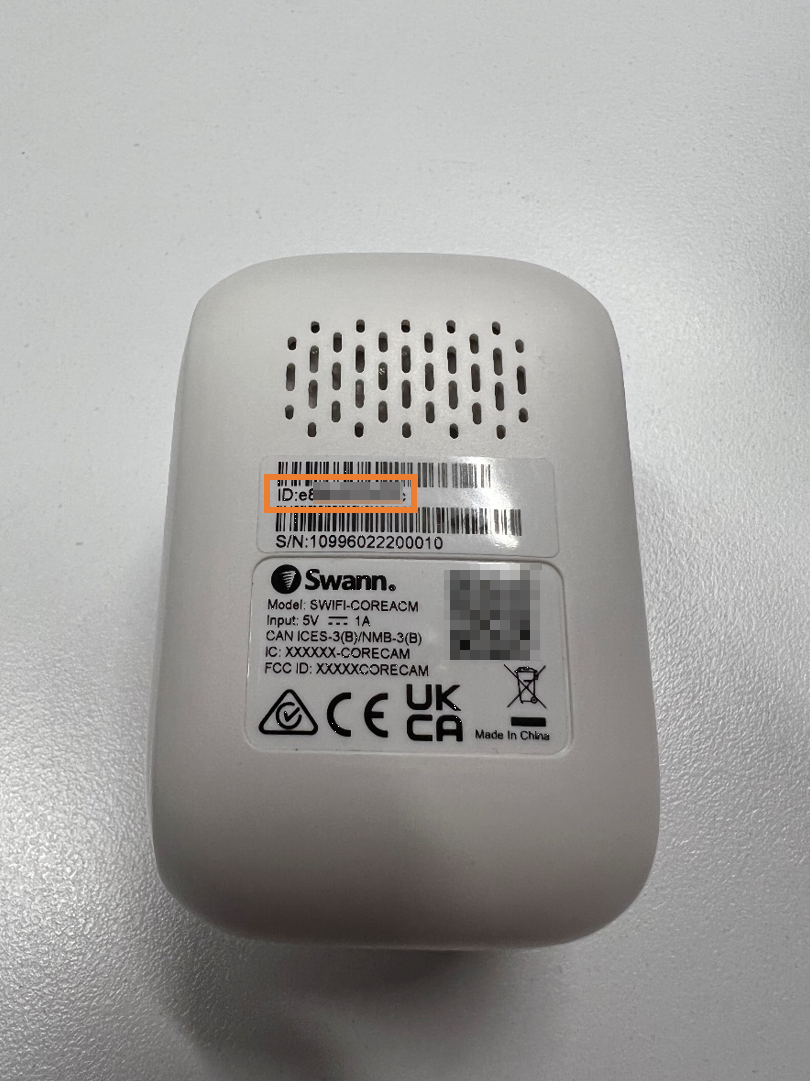 ID:e8
S/N:10996022200010
Swann®
Model: SWIFI-COREACM
Input: 5V ⎓ 1A
CAN ICES-3(B)/NMB-3(B)
IC: XXXXXX-CORECAM
FCC ID: XXXXXCORECAM
CE
UK
CA
Made In China